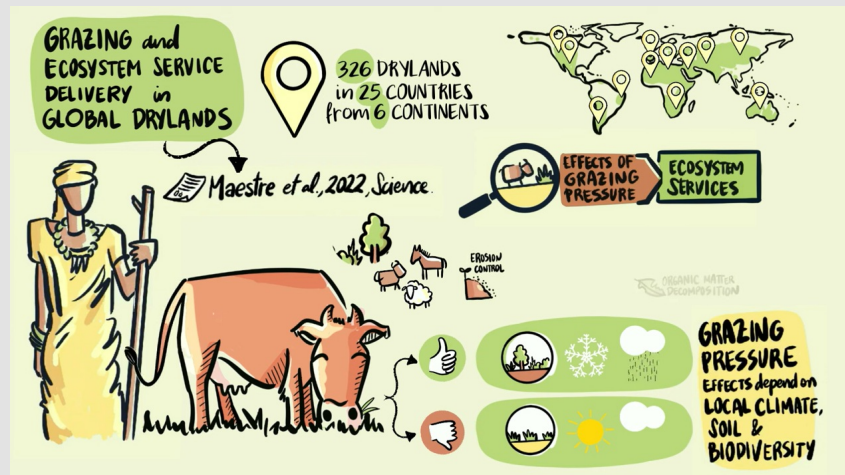 GRAZING and
ECOSYSTEM SERVICE
DELIVERY in
GLOBAL DRYLANDS
326 DRYLANDS
in 25 COUNTRIES
from 6 CONTINENTS
Maestre et al., 2022, Science.
EFFECTS OF
GRAZING
PRESSURE
ECOSYSTEM
SERVICES
EROSION
CONTROL
ORGANIC MATTER
DECOMPOSITION
GRAZING
PRESSURE
EFFECTS depend on
LOCAL CLIMATE,
SOIL &
BIODIVERSITY